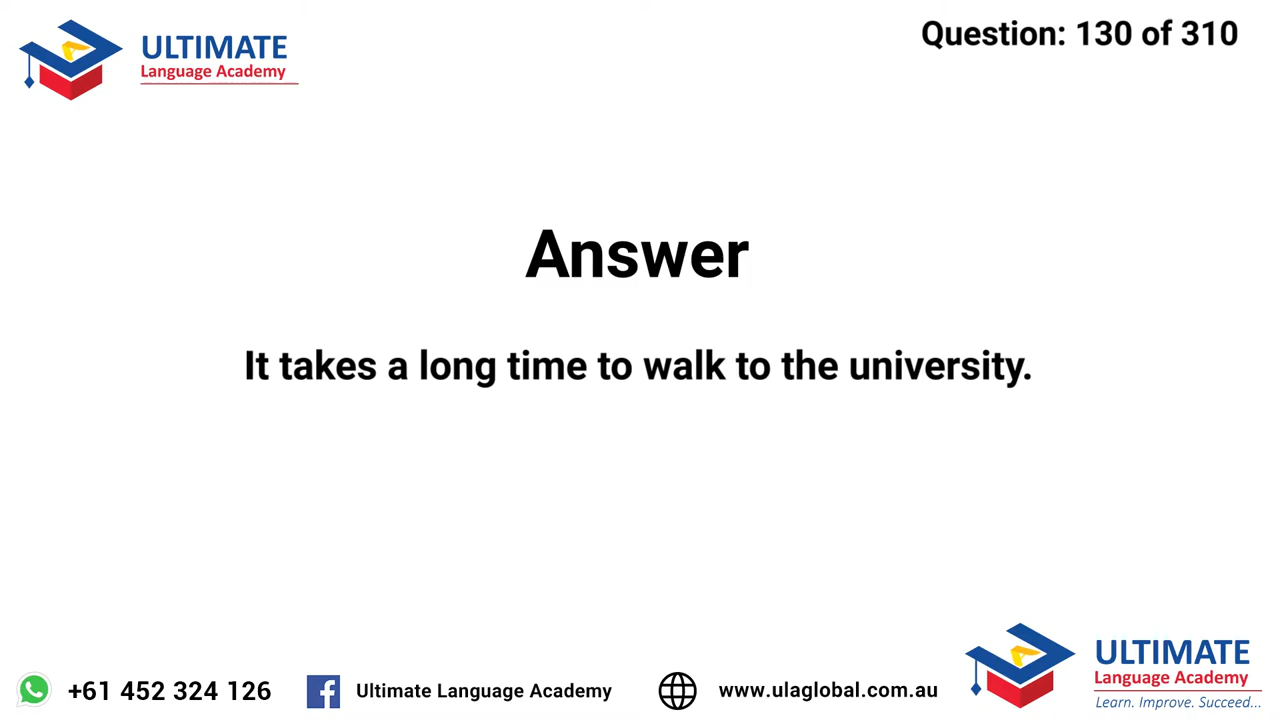 ULTIMATE
Language Academy
Question: 130 of 310
Answer
It takes a long time to walk to the university.
+61 452 324 126
Ultimate Language Academy
www.ulaglobal.com.au
ULTIMATE
Language Academy
Learn. Improve. Succeed...